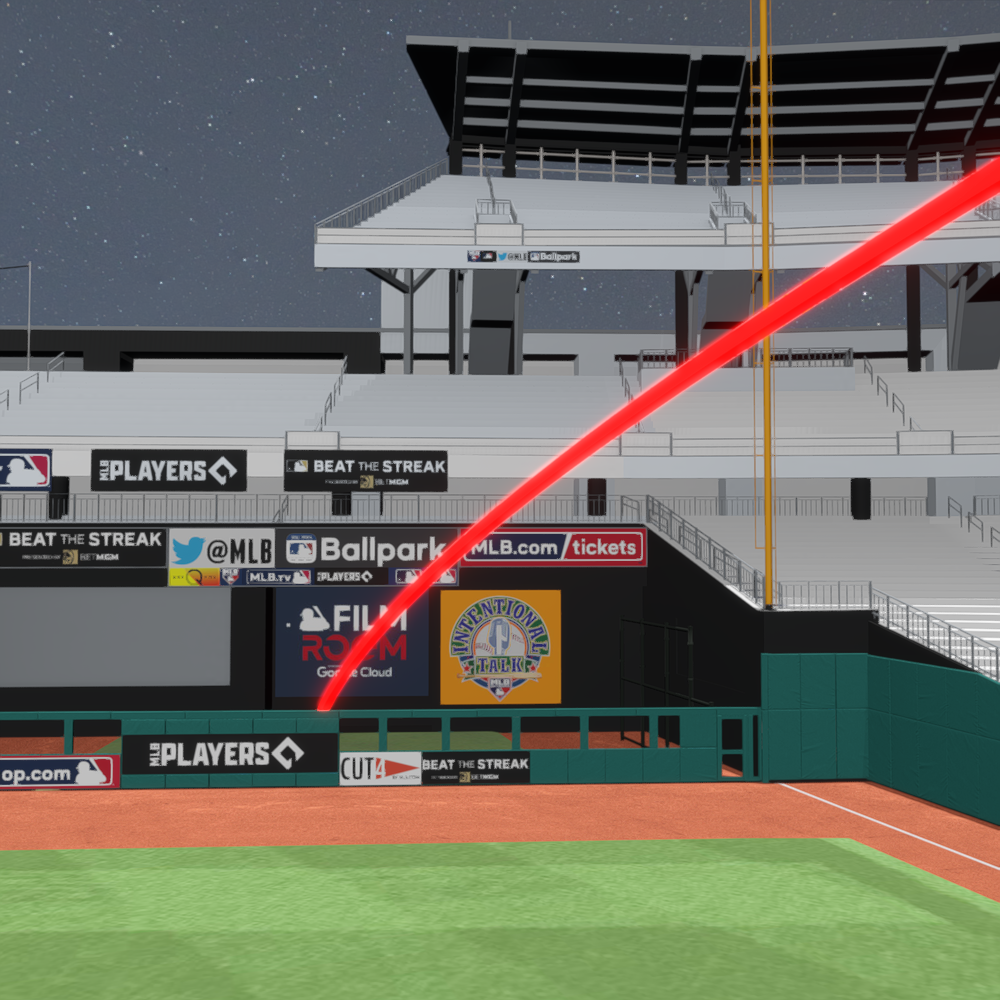 @MLB Ballpark
MLB PLAYERS
BEAT THE STREAK
BETMGM
BEAT THE STREAK
BETMGM
@MLB
Ballpark
MLB.com/tickets
MLB.TV
PLAYERS
FILM
ROOM
Google Cloud
INTENTIONAL
TALK
MLB
MLB PLAYERS
op.com
CUT4
BEAT THE STREAK
BETMGM